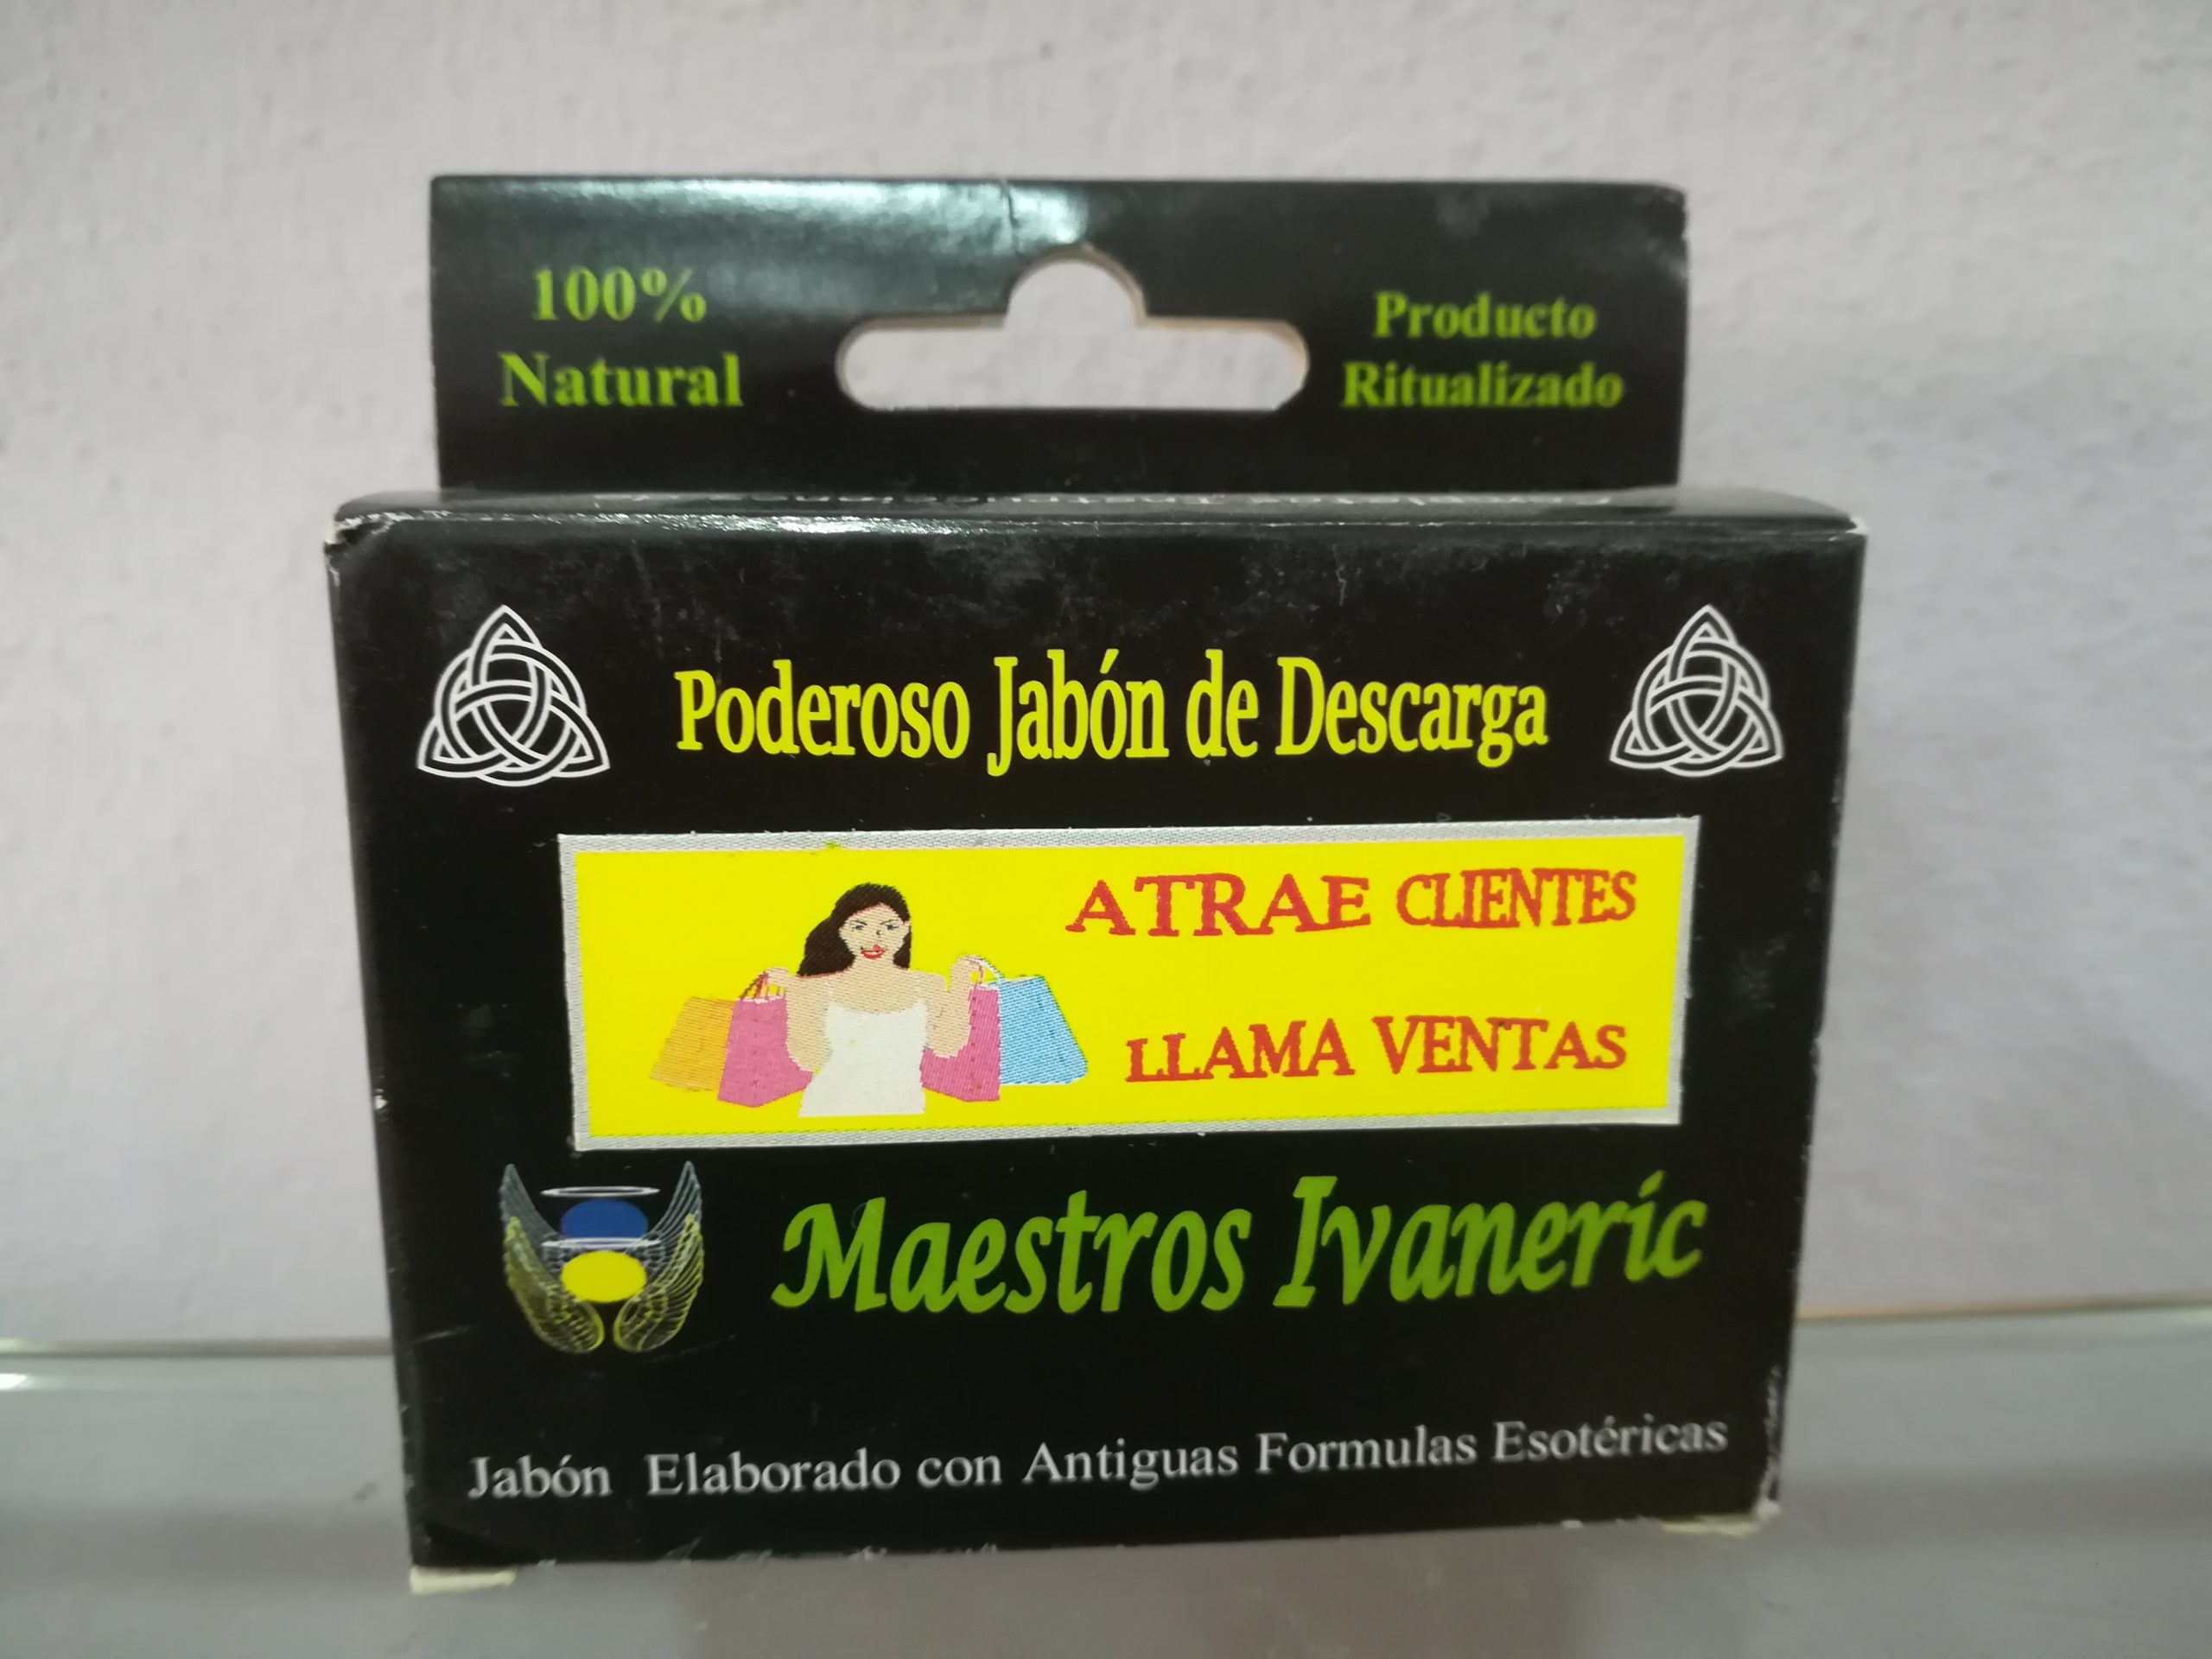 100%
Natural
Producto
Ritualizado
Poderoso Jabón de Descarga
ATRAE CLIENTES
LLAMA VENTAS
Maestros Ivaneric
Jabón Elaborado con Antiguas Formulas Esotéricas